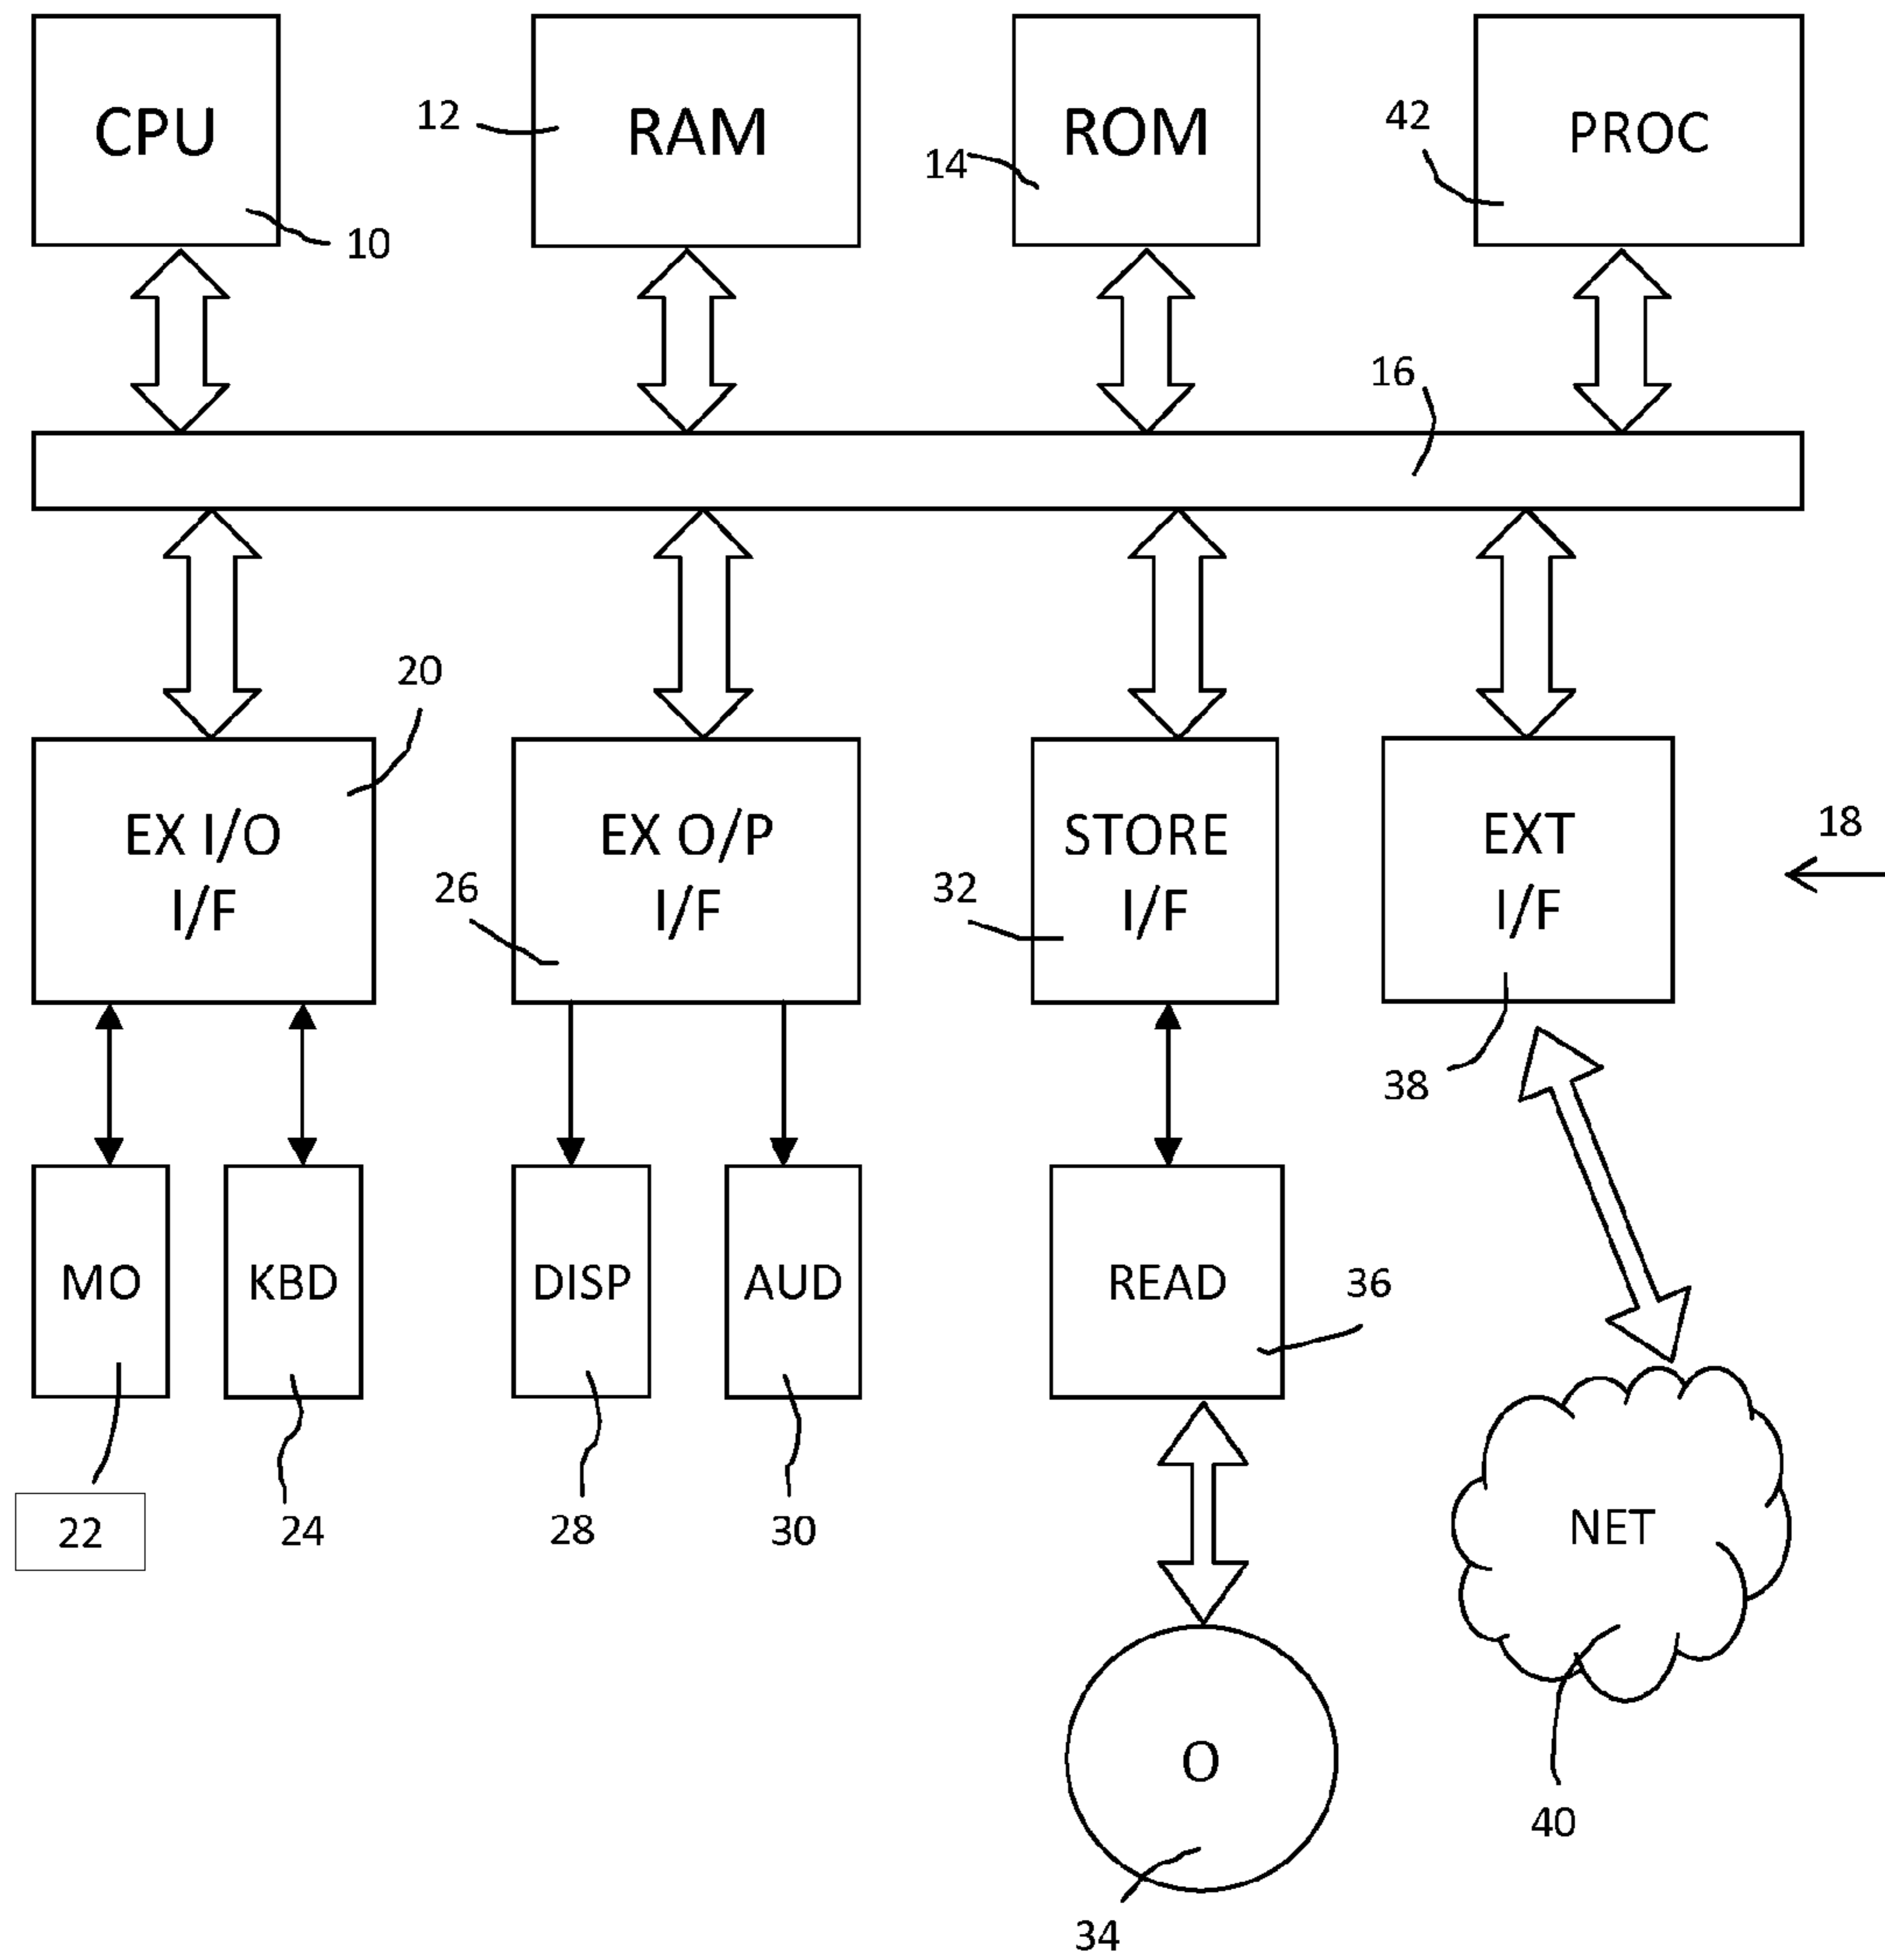 CPU
10
12
RAM
14
ROM
42
PROC
16
20
EX I/O
I/F
26
EX O/P
I/F
32
STORE
I/F
EXT
I/F
18
38
MO
KBD
DISP
AUD
READ
36
22
24
28
30
NET
O
34
40